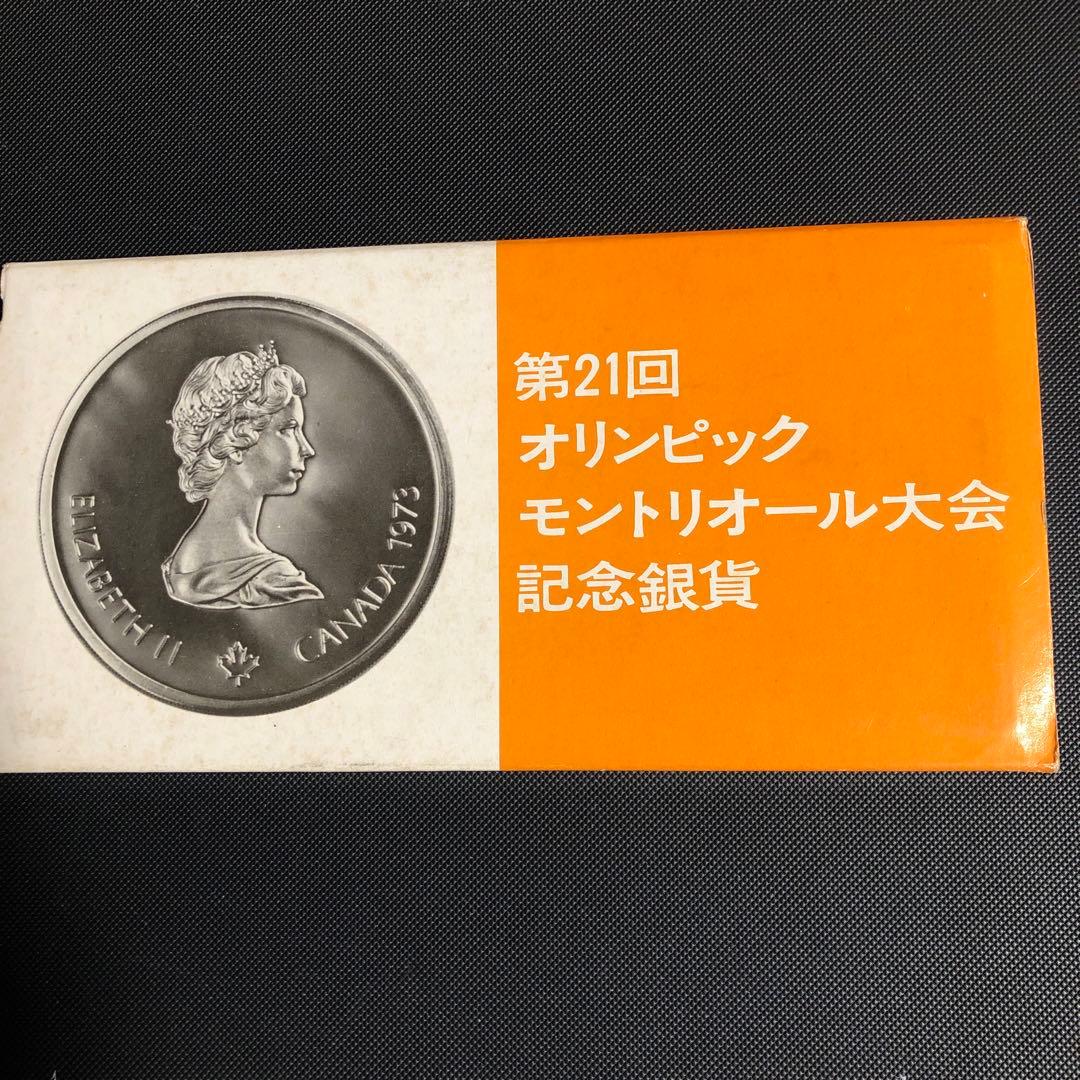 ELIZABETH II
CANADA 1973
第21回
オリンピック
モントリオール大会
記念銀貨